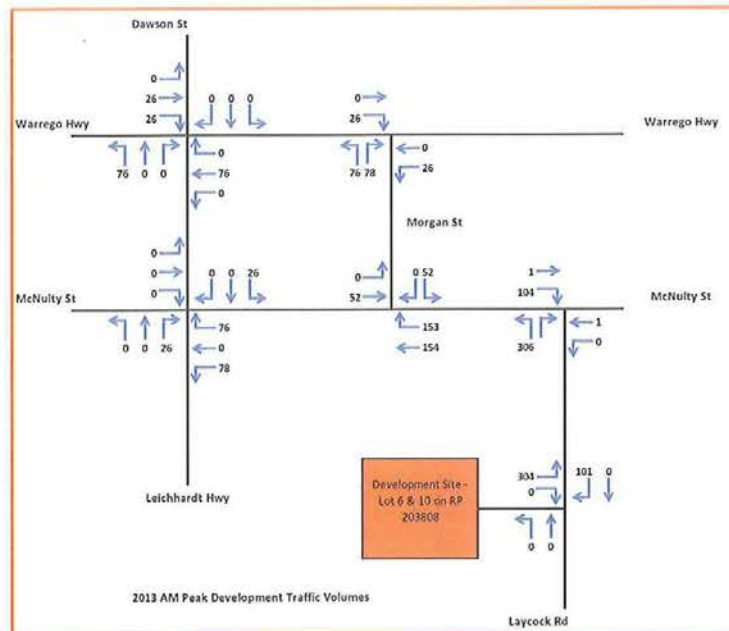 Dawson St
0
26
0 0 0
0
26
26
Warrego Hwy
Warrego Hwy
76 0 0
0
76
0
76 78
0
26
Morgan St
0
0
0
0 0 26
0
52
0 52
1
104
McNulty St
McNulty St
0 0 26
76
0
78
153
154
306
1
0
Leichhardt Hwy
Development Site -
Lot 6 & 10 on RP
203808
304
0
101 0
0 0
2013 AM Peak Development Traffic Volumes
Laycock Rd